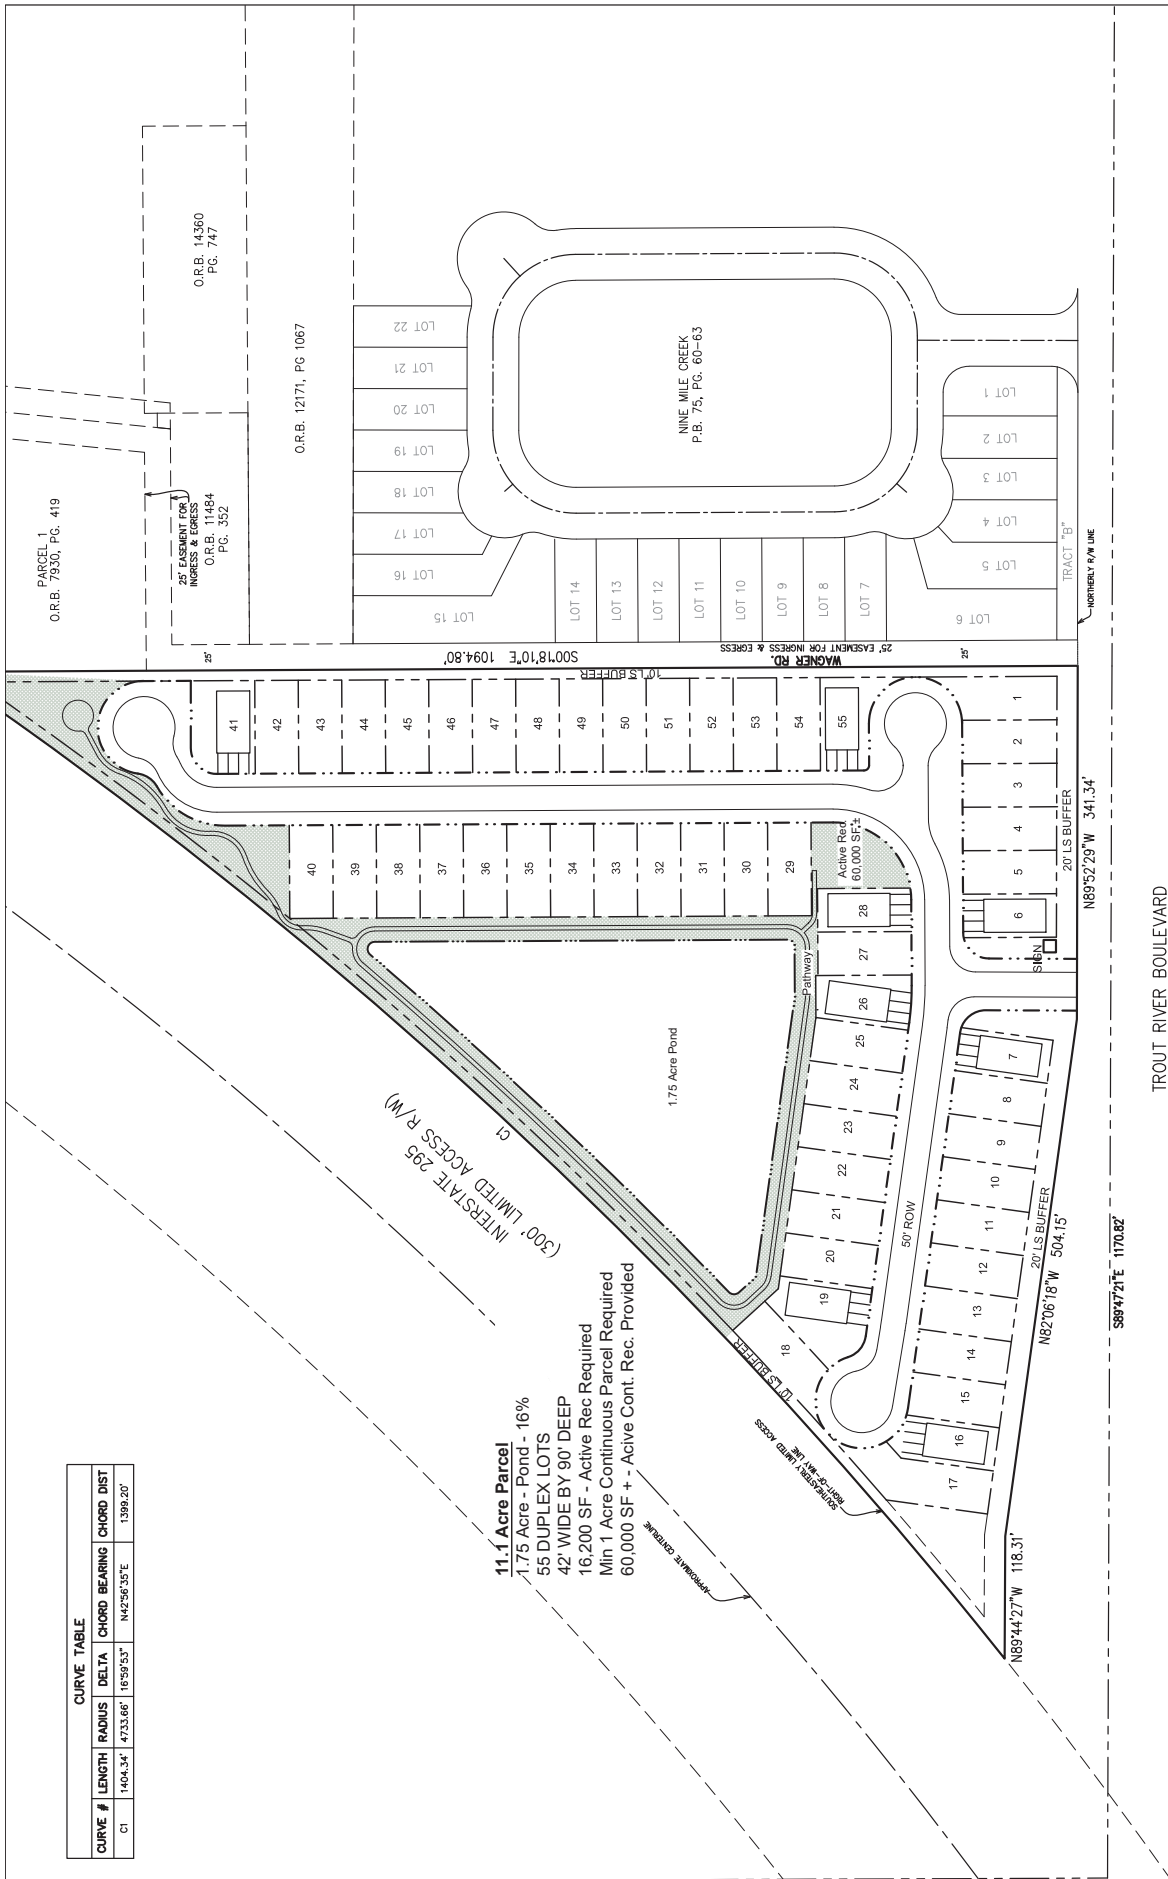 CURVE TABLE
CURVE # LENGTH RADIUS DELTA CHORD BEARING CHORD DIST
C1 1404.34' 4733.66' 16°59'53" N42°56'35"E 1399.20'
PARCEL 1
O.R.B. 7930, PG. 419
25' EASEMENT FOR
INGRESS & EGRESS
O.R.B. 11484
PG. 352
O.R.B. 14360
PG. 747
O.R.B. 12171, PG 1067
LOT 22
LOT 21
LOT 20
LOT 19
LOT 18
LOT 17
LOT 16
LOT 15
LOT 14
LOT 13
LOT 12
LOT 11
LOT 10
LOT 9
LOT 8
LOT 7
LOT 6
LOT 5
LOT 4
LOT 3
LOT 2
LOT 1
NINE MILE CREEK
P.B. 75, PG. 60-63
TRACT "B"
NORTHERLY R/W LINE
25'
S00°18'10"E 1094.80'
WAGNER RD.
25' EASEMENT FOR INGRESS & EGRESS
25'
10' LS BUFFER
41
42
43
44
45
46
47
48
49
50
51
52
53
54
55
40
39
38
37
36
35
34
33
32
31
30
29
Active Rec.
60,000 SF.±
28
27
26
25
24
23
22
21
20
19
18
17
16
15
14
13
12
11
10
9
8
7
6
5
4
3
2
1
SIGN
Pathway
1.75 Acre Pond
50' ROW
20' LS BUFFER
N89°52'29"W 341.34'
20' LS BUFFER
N82°06'18"W 504.15'
S89°47'21"E 1170.82'
N89°44'27"W 118.31'
TROUT RIVER BOULEVARD
C1
INTERSTATE 295
(300' LIMITED ACCESS R/W)
10' LS BUFFER
SOUTHEASTERLY LIMITED ACCESS
RIGHT-OF-WAY LINE
APPROXIMATE CENTERLINE
11.1 Acre Parcel
1.75 Acre - Pond - 16%
55 DUPLEX LOTS
42' WIDE BY 90' DEEP
16,200 SF - Active Rec Required
Min 1 Acre Continuous Parcel Required
60,000 SF + - Acive Cont. Rec. Provided